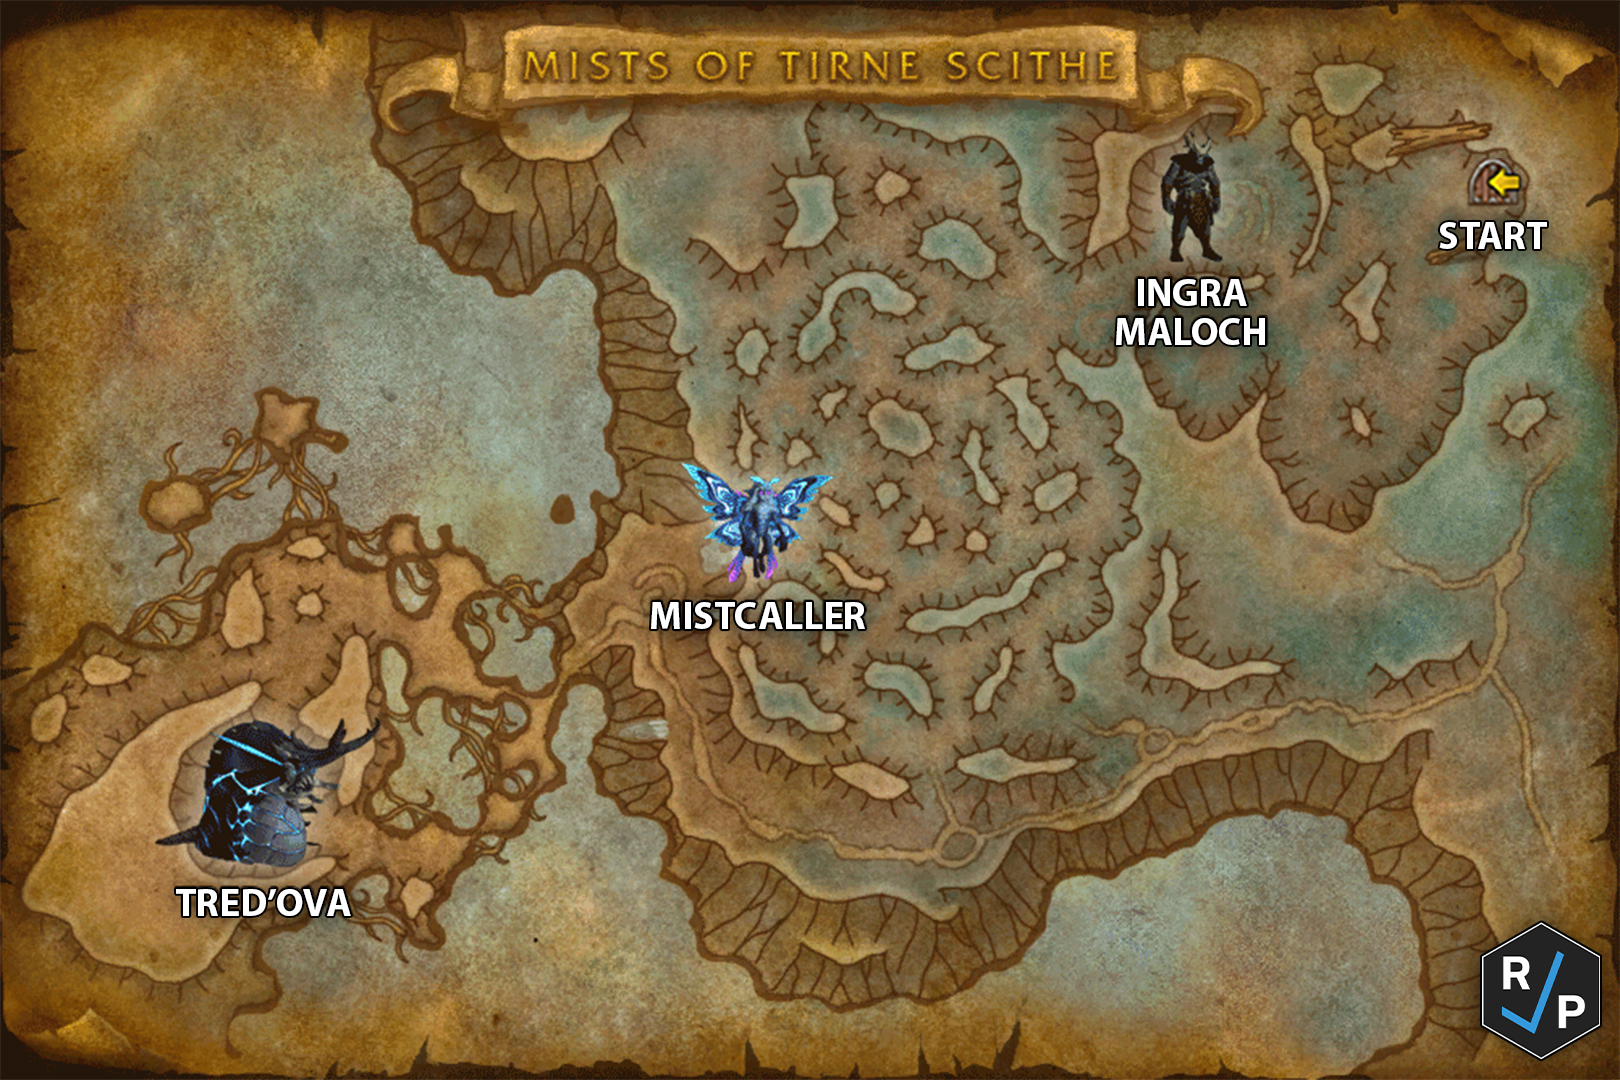 MISTS OF TIRNE SCITHE
START
INGRA
MALOCH
MISTCALLER
TRED’OVA
R
P